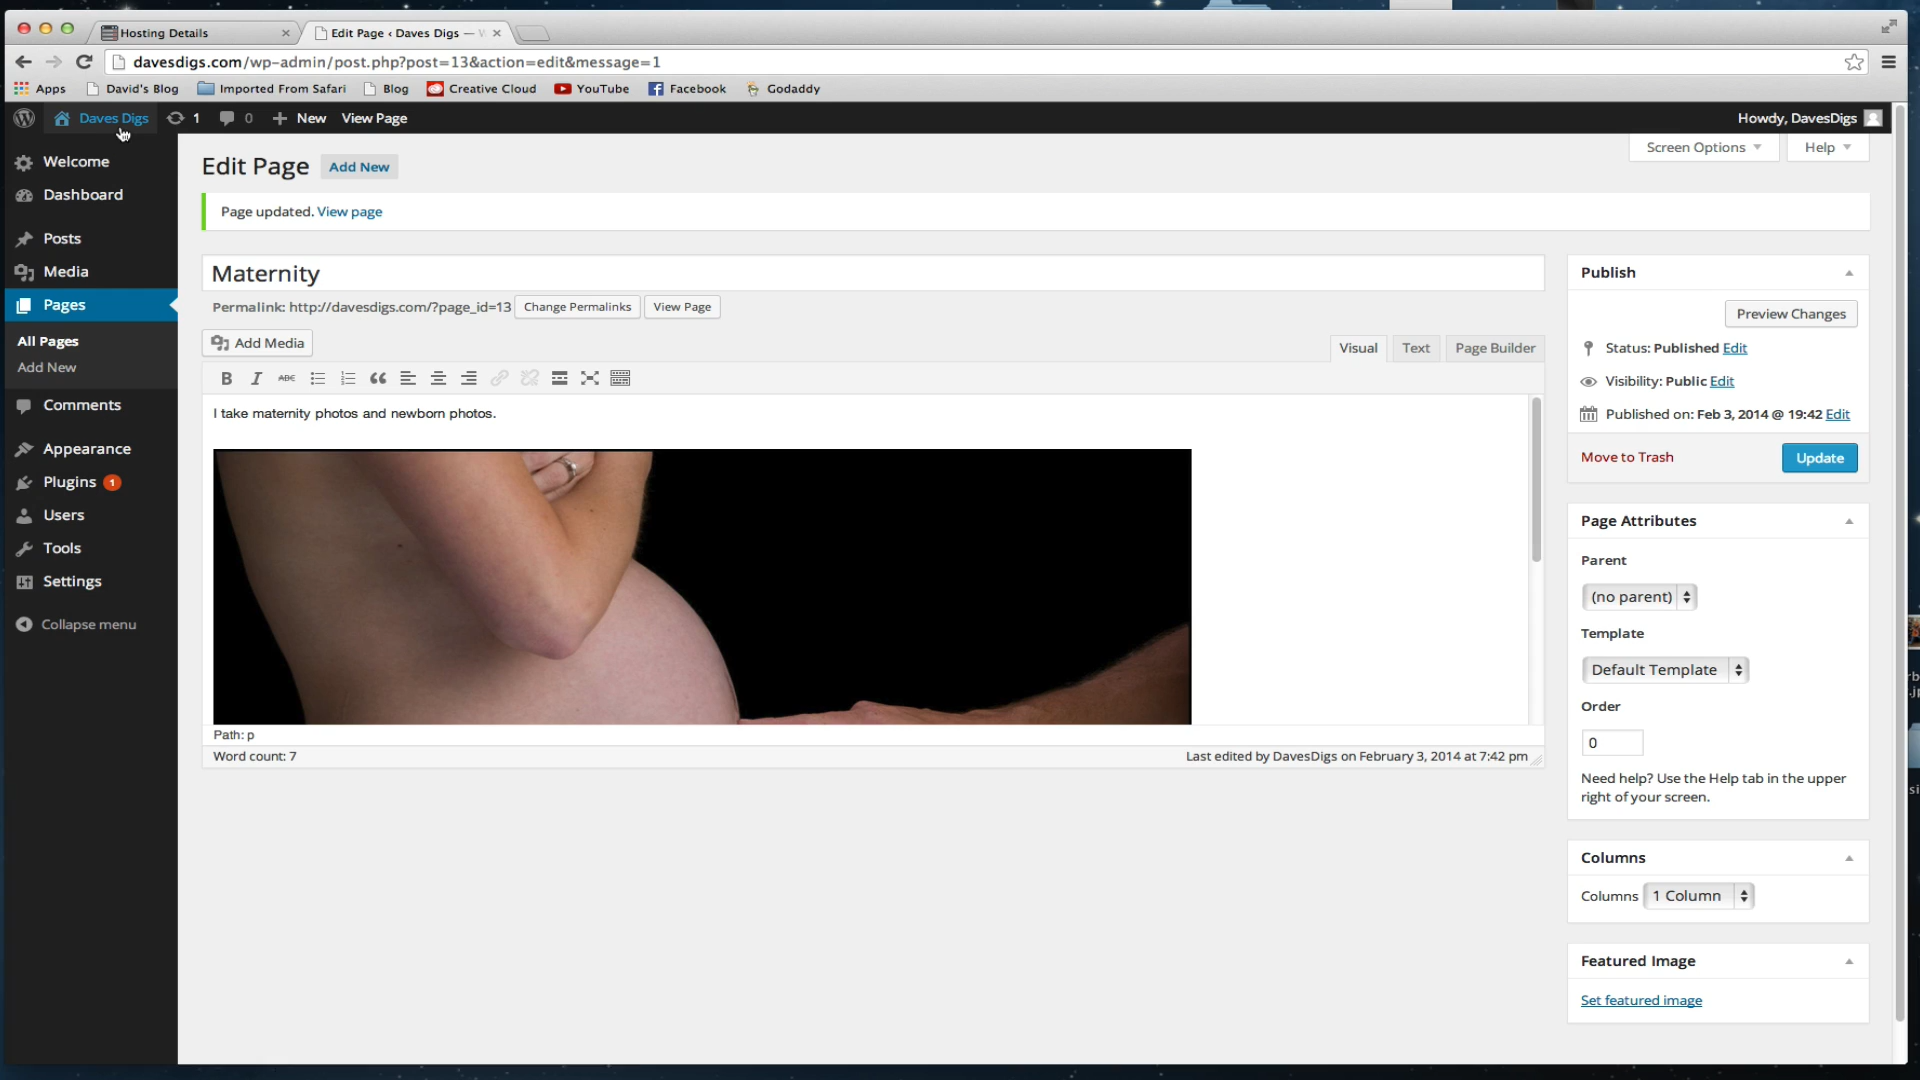 Hosting Details
Edit Page ‹ Daves Digs —
davesdigs.com/wp-admin/post.php?post=13&action=edit&message=1
Apps David's Blog Imported From Safari Blog Creative Cloud YouTube Facebook Godaddy
Daves Digs 1 0 New View Page Howdy, DavesDigs
Screen Options Help
Welcome
Dashboard
Posts
Media
Pages
All Pages
Add New
Comments
Appearance
Plugins 1
Users
Tools
Settings
Collapse menu
Edit Page Add New
Page updated. View page
Maternity
Permalink: http://davesdigs.com/?page_id=13 Change Permalinks View Page
Add Media
Visual Text Page Builder
B I ABC
I take maternity photos and newborn photos.
Path: p
Word count: 7 Last edited by DavesDigs on February 3, 2014 at 7:42 pm
Publish
Preview Changes
Status: Published Edit
Visibility: Public Edit
Published on: Feb 3, 2014 @ 19:42 Edit
Move to Trash Update
Page Attributes
Parent
(no parent)
Template
Default Template
Order
0
Need help? Use the Help tab in the upper
right of your screen.
Columns
Columns 1 Column
Featured Image
Set featured image